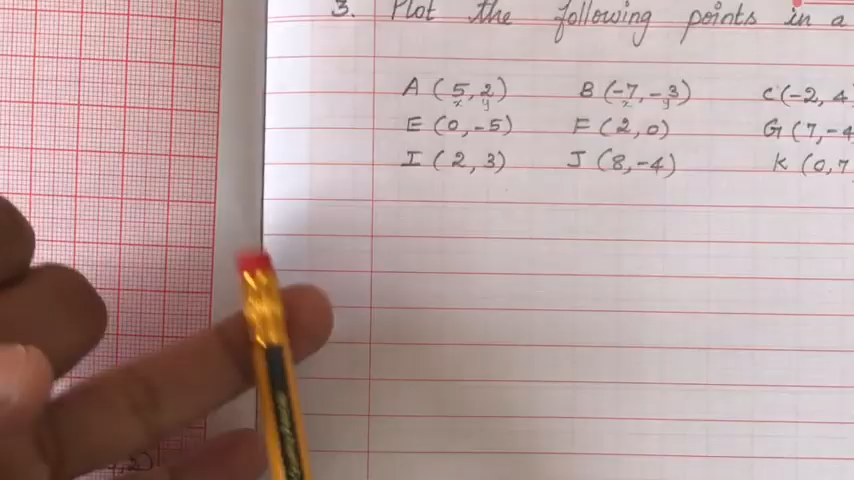 3. Plot the following points in a
A (5,2) B (-7,-3) C(-2,4
x y x y
E (0,-5) F (2,0) G(7,-4
I (2,3) J (8,-4) K (0,7
,2)